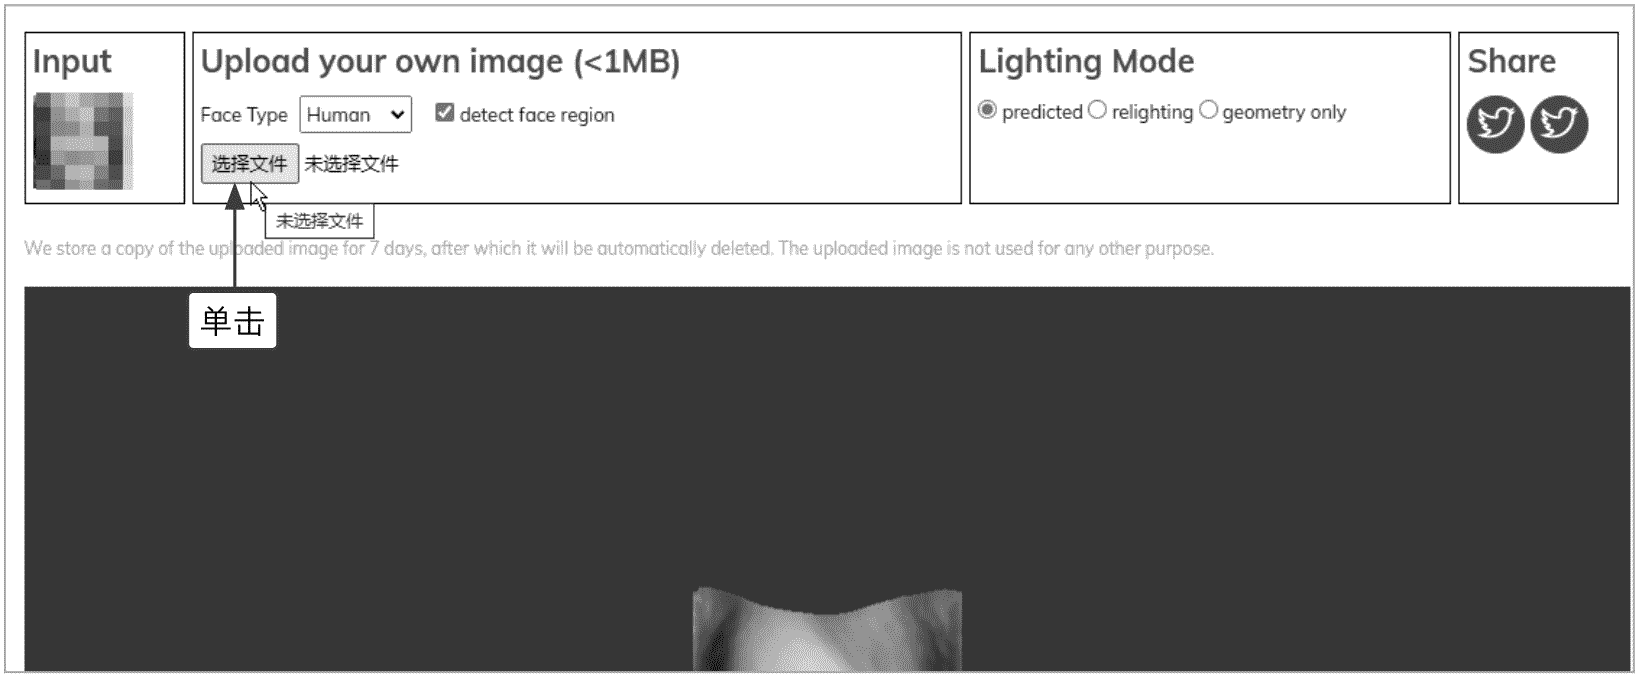 Input
Upload your own image (<1MB)
Face Type Human detect face region
选择文件 未选择文件
未选择文件
Lighting Mode
predicted relighting geometry only
Share
We store a copy of the uploaded image for 7 days, after which it will be automatically deleted. The uploaded image is not used for any other purpose.
单击